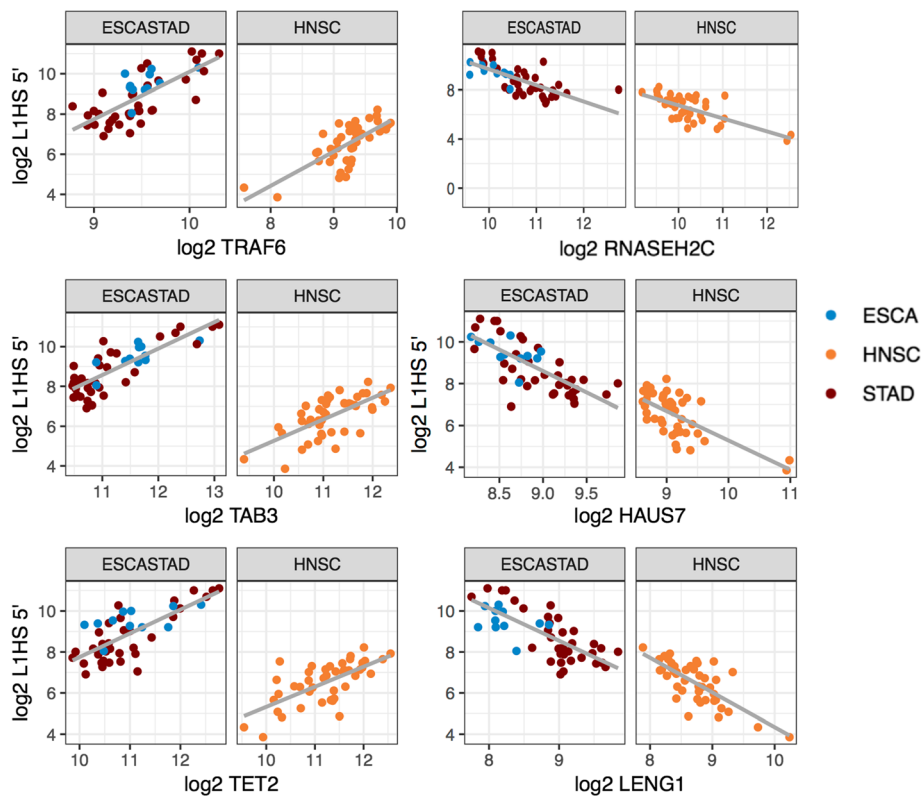 ESCASTAD HNSC
log2 L1HS 5'
10
8
6
4
9 10 8 9 10
log2 TRAF6
ESCASTAD HNSC
8
4
0
10 11 12 10 11 12
log2 RNASEH2C
ESCASTAD HNSC
log2 L1HS 5'
10
8
6
4
11 12 13 10 11 12
log2 TAB3
ESCASTAD HNSC
log2 L1HS 5'
10
8
6
4
8.5 9.0 9.5 9 10 11
log2 HAUS7
ESCA
HNSC
STAD
ESCASTAD HNSC
log2 L1HS 5'
10
8
6
4
10 11 12 10 11 12
log2 TET2
ESCASTAD HNSC
10
8
6
4
8 9 8 9 10
log2 LENG1